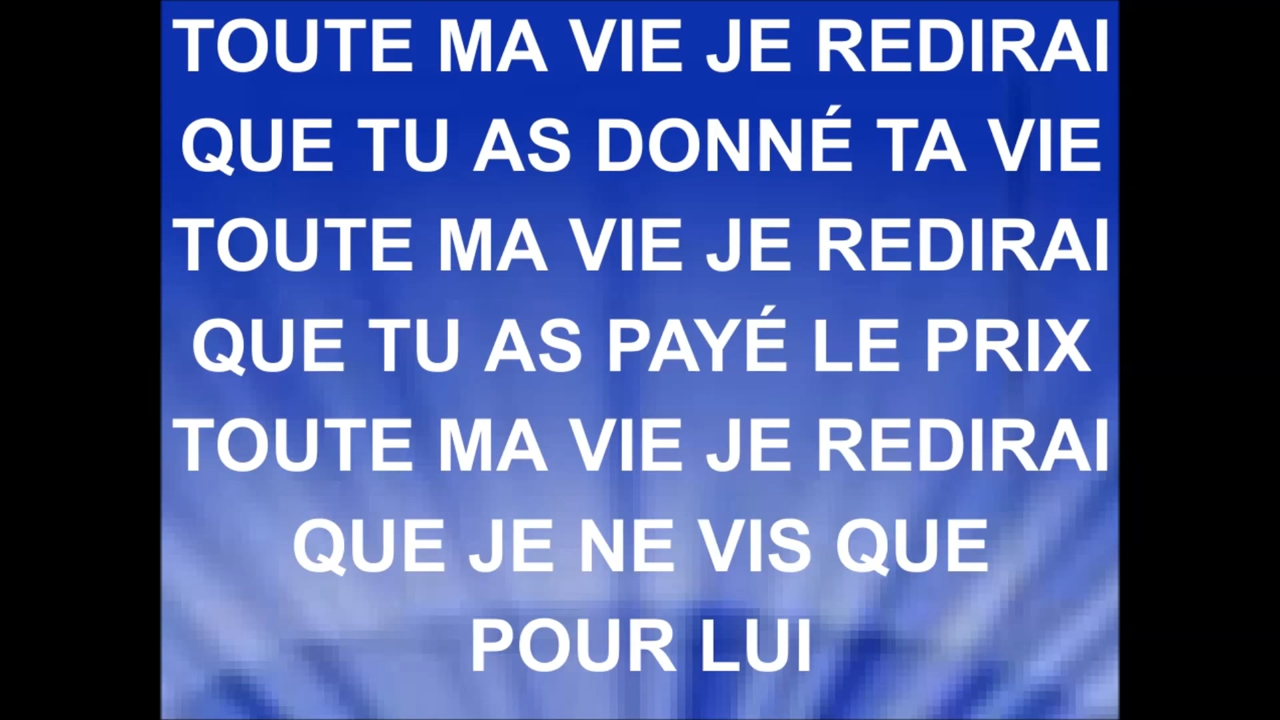 TOUTE MA VIE JE REDIRAI
QUE TU AS DONNÉ TA VIE
TOUTE MA VIE JE REDIRAI
QUE TU AS PAYÉ LE PRIX
TOUTE MA VIE JE REDIRAI
QUE JE NE VIS QUE
POUR LUI